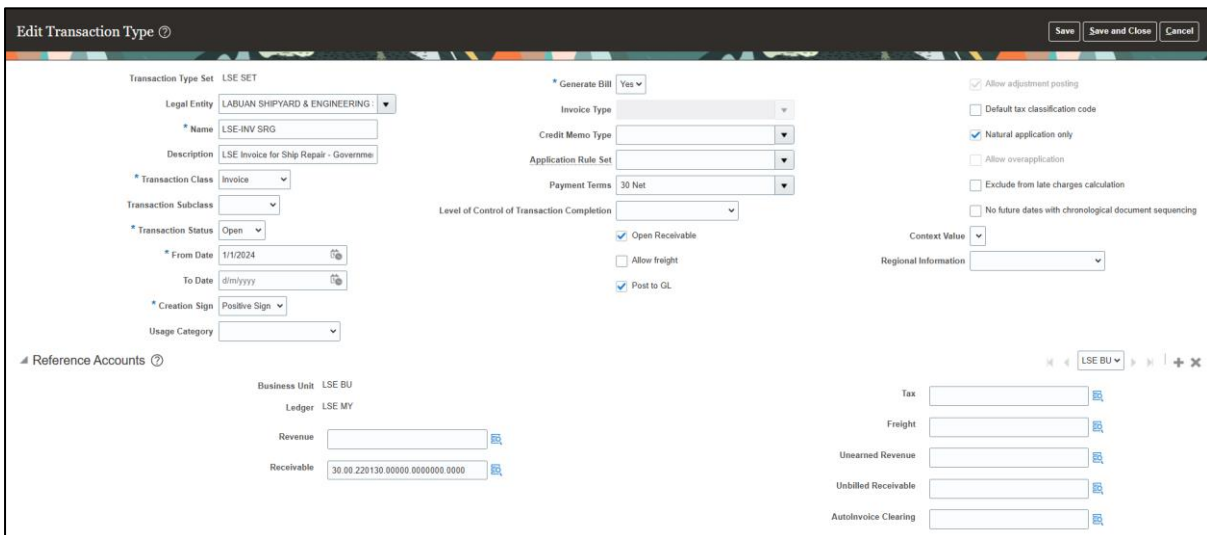 Edit Transaction Type
Save
Save and Close
Cancel
Transaction Type Set LSE SET
Legal Entity LABUAN SHIPYARD & ENGINEERING
* Name LSE-INV SRG
Description LSE Invoice for Ship Repair - Governme
* Transaction Class Invoice
Transaction Subclass
* Transaction Status Open
* From Date 1/1/2024
To Date d/m/yyyy
* Creation Sign Positive Sign
Usage Category
* Generate Bill Yes
Invoice Type
Credit Memo Type
Application Rule Set
Payment Terms 30 Net
Level of Control of Transaction Completion
Open Receivable
Allow freight
Post to GL
Allow adjustment posting
Default tax classification code
Natural application only
Allow overapplication
Exclude from late charges calculation
No future dates with chronological document sequencing
Context Value
Regional Information
Reference Accounts
LSE BU
Business Unit LSE BU
Ledger LSE MY
Revenue
Receivable 30.00.220130.00000.0000000.0000
Tax
Freight
Unearned Revenue
Unbilled Receivable
AutoInvoice Clearing